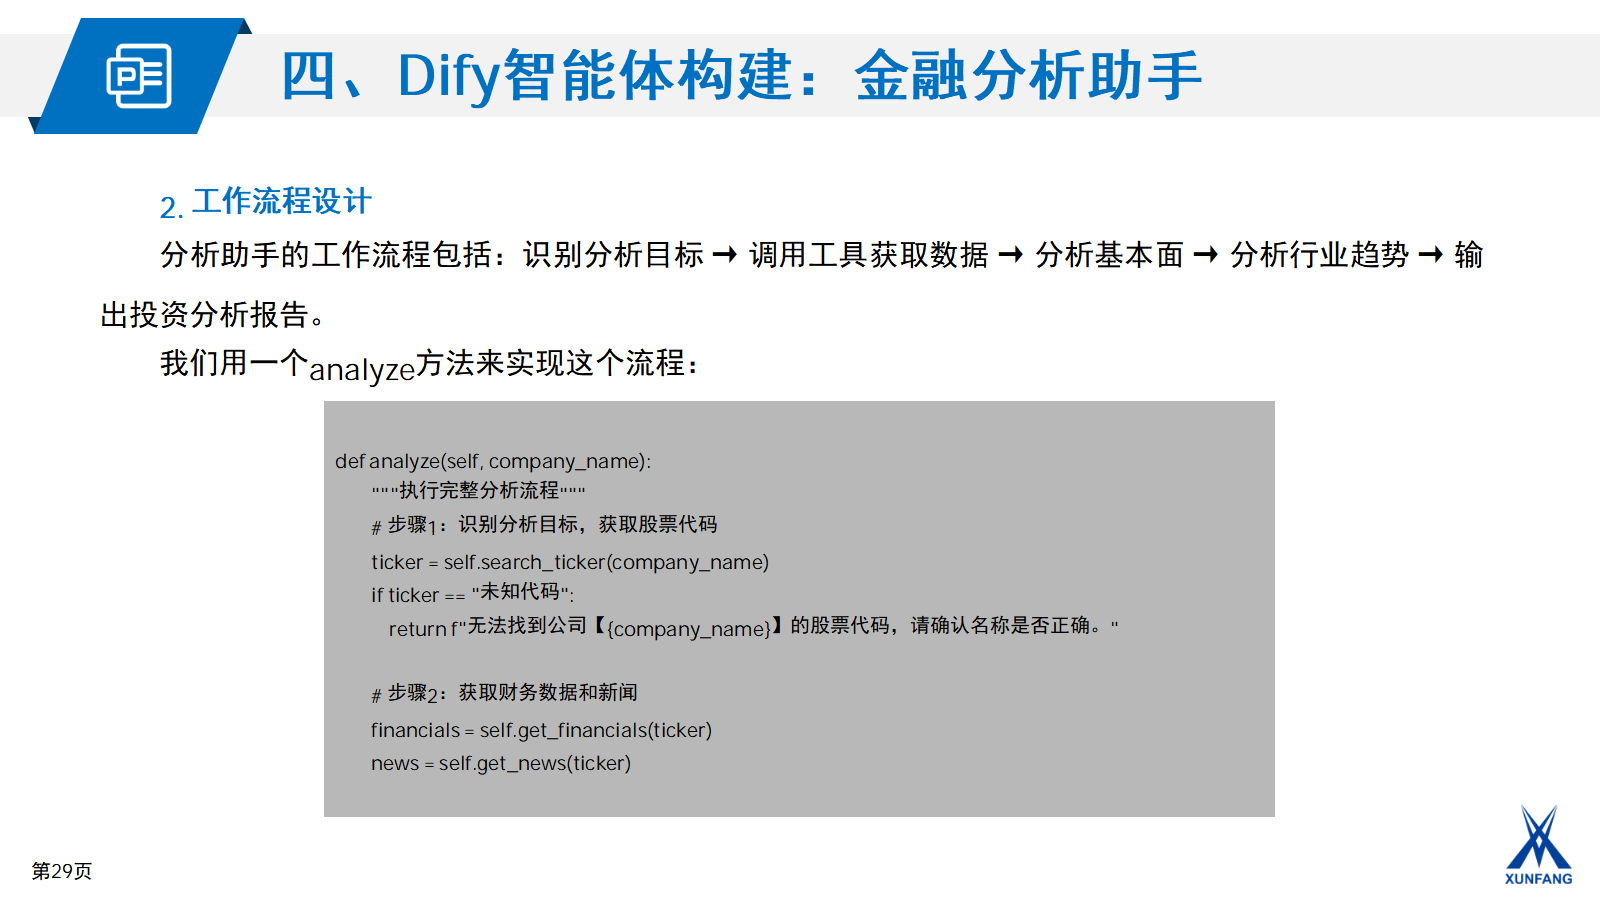 四、Dify智能体构建：金融分析助手
2. 工作流程设计
分析助手的工作流程包括：识别分析目标 → 调用工具获取数据 → 分析基本面 → 分析行业趋势 → 输
出投资分析报告。
我们用一个analyze方法来实现这个流程：
def analyze(self, company_name):
"""执行完整分析流程"""
# 步骤1：识别分析目标，获取股票代码
ticker = self.search_ticker(company_name)
if ticker == "未知代码":
return f"无法找到公司【{company_name}】的股票代码，请确认名称是否正确。"
# 步骤2：获取财务数据和新闻
financials = self.get_financials(ticker)
news = self.get_news(ticker)
第29页
XUNFANG